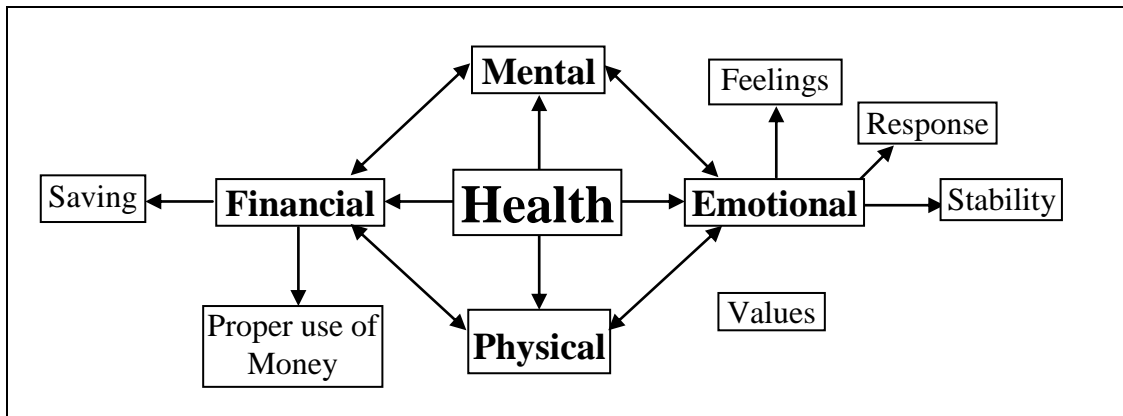 Mental
Feelings
Response
Saving
Financial
Health
Emotional
Stability
Proper use of
Money
Physical
Values